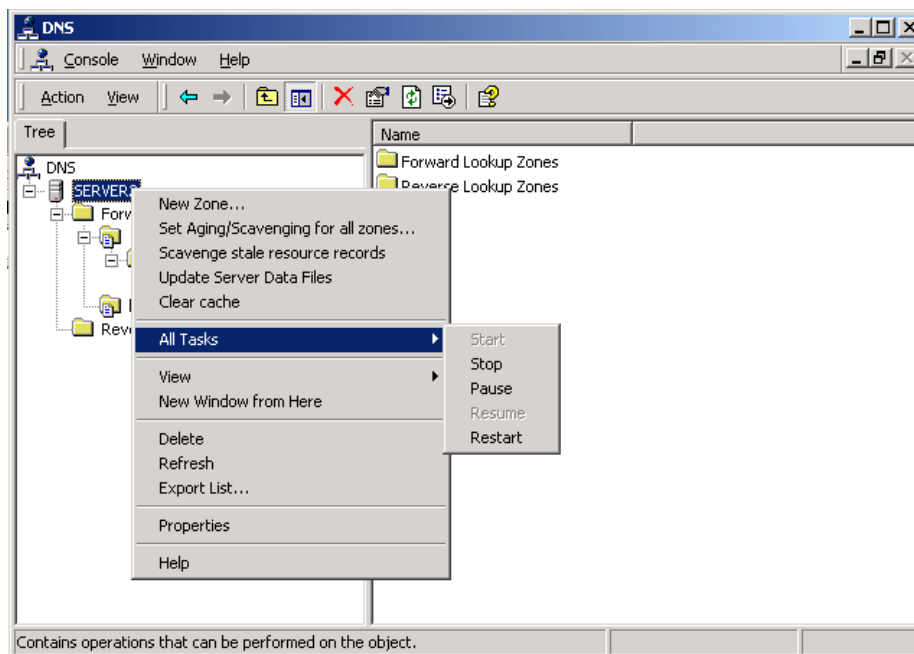 DNS
Console Window Help
Action View
Tree
Name
DNS
SERVER
Forward Lookup Zones
Reverse Lookup Zones
New Zone...
Set Aging/Scavenging for all zones...
Scavenge stale resource records
Update Server Data Files
Clear cache
All Tasks
Start
Stop
Pause
Resume
Restart
View
New Window from Here
Delete
Refresh
Export List...
Properties
Help
Forw
Rev
Contains operations that can be performed on the object.